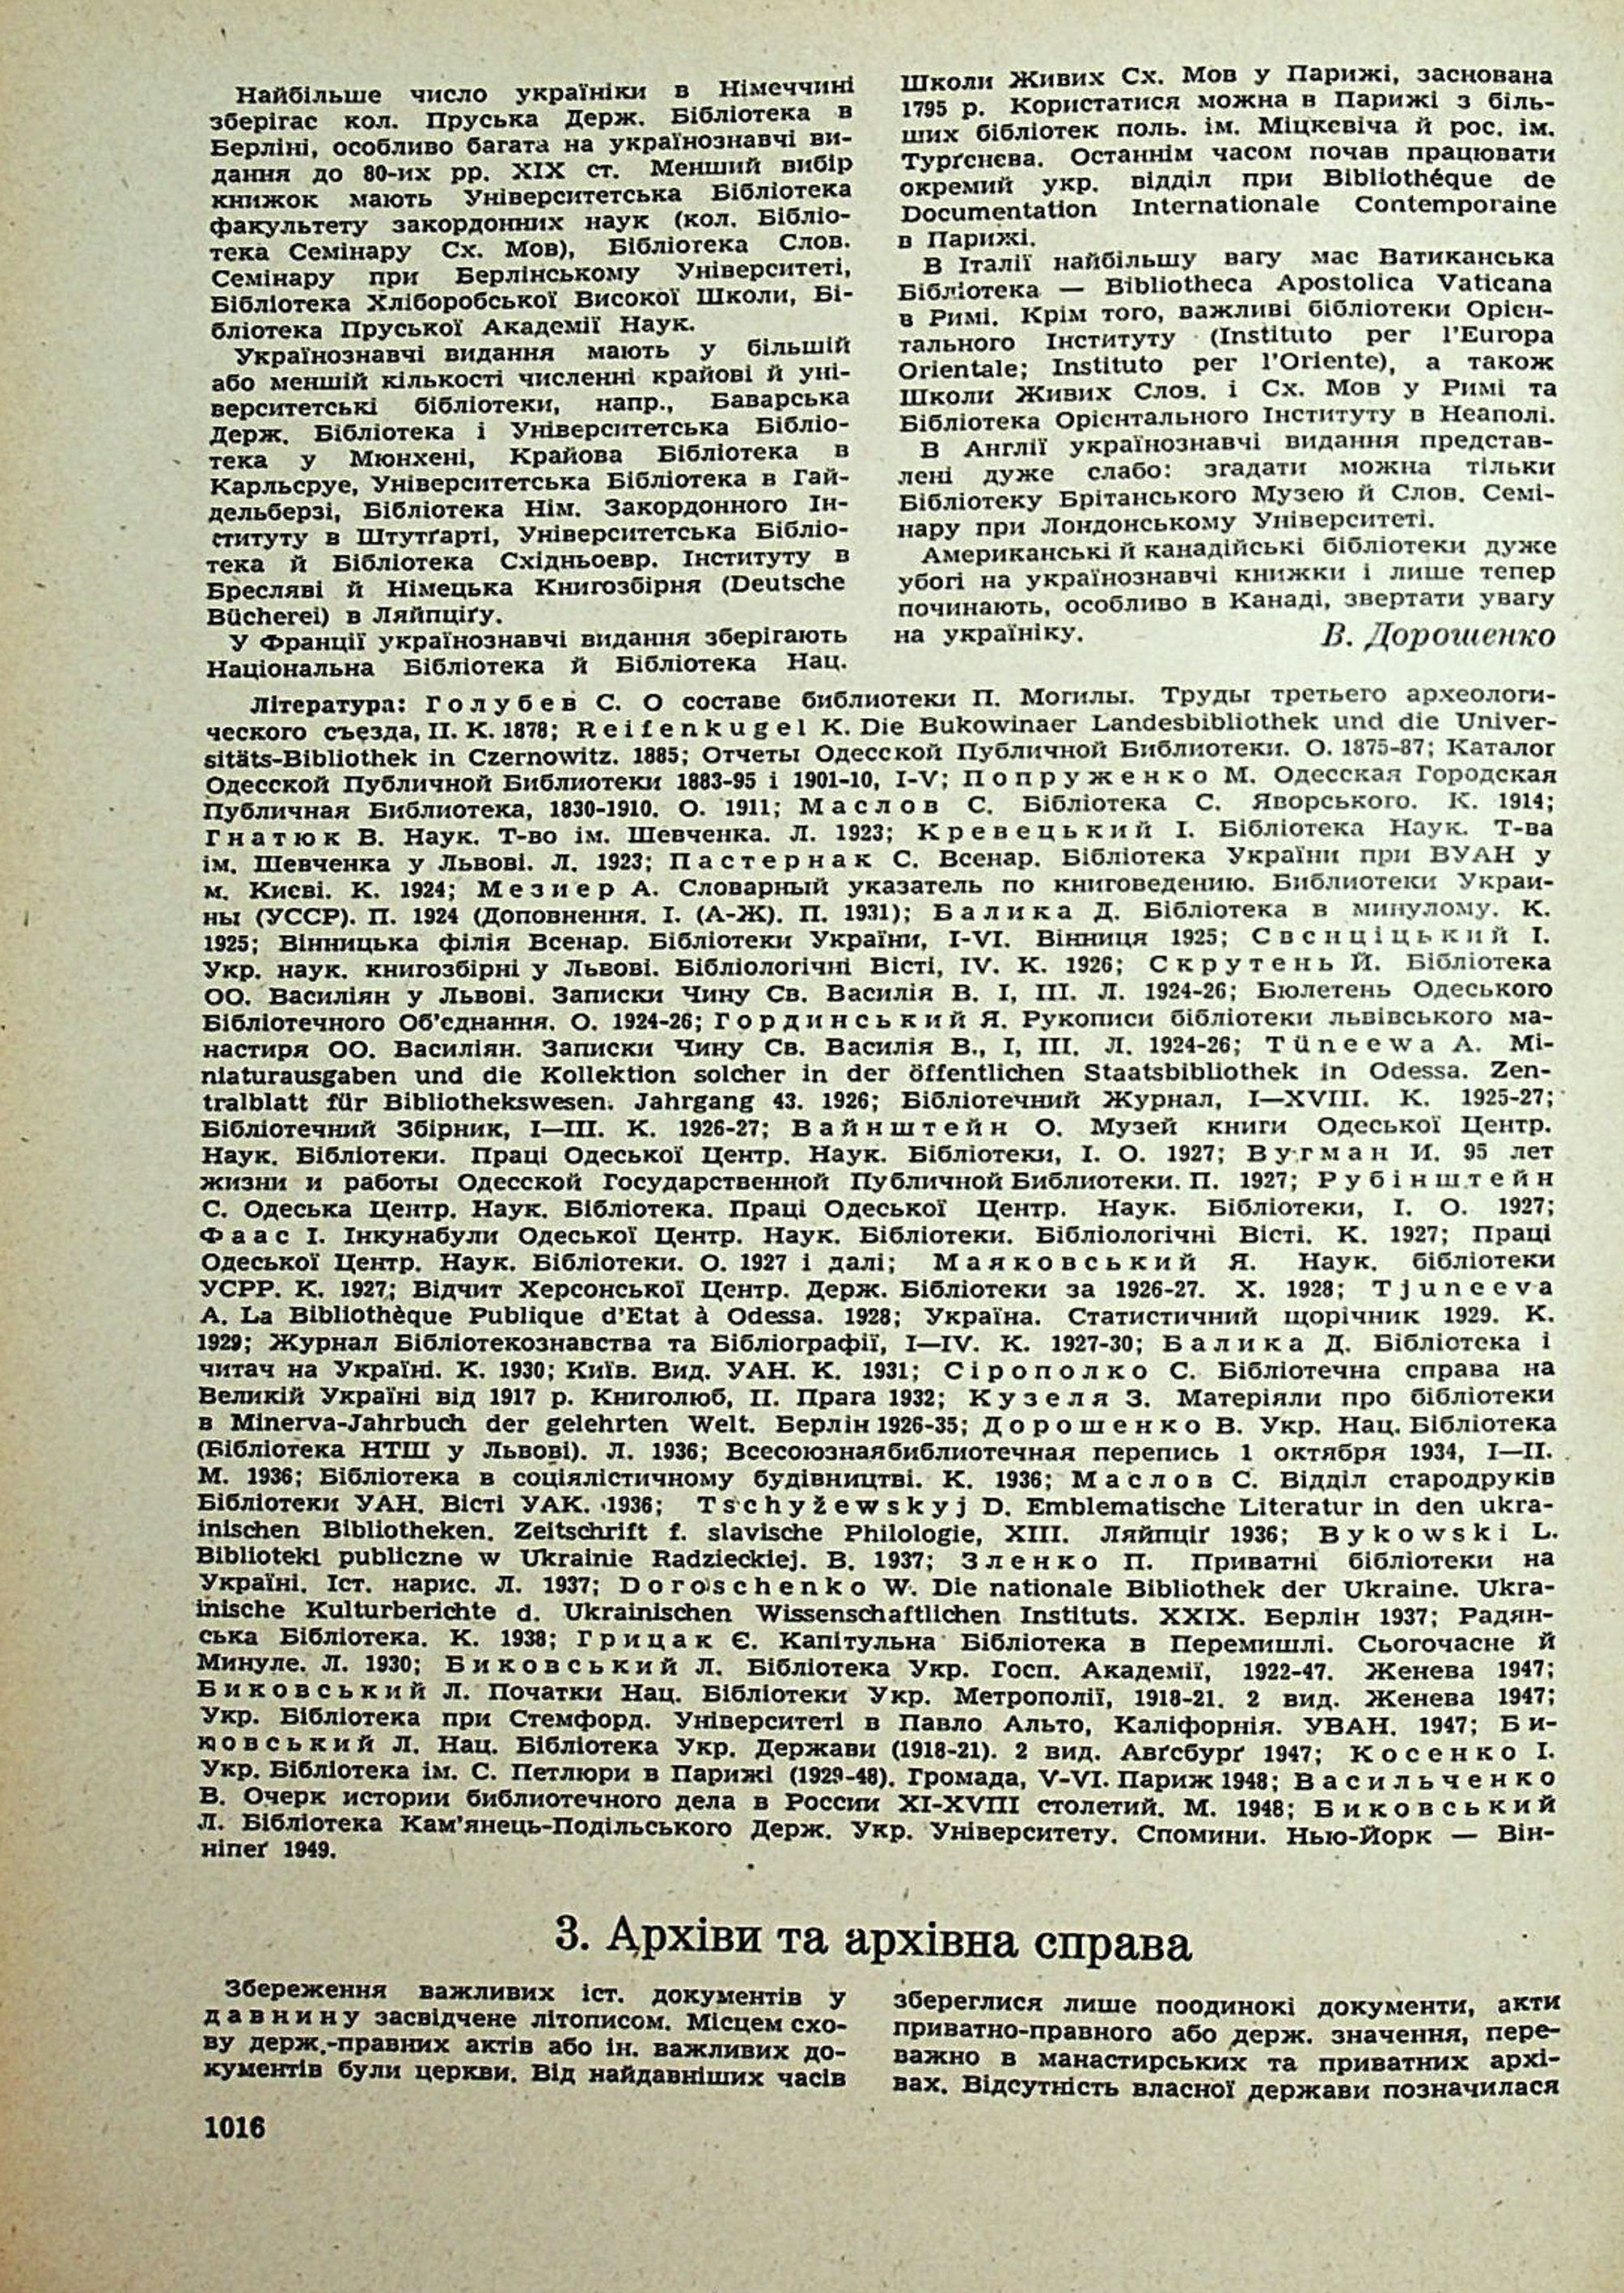 Найбільше число україніки в Німеччині
зберігає кол. Пруська Держ. Бібліотека в
Берліні, особливо багата на українознавчі ви-
дання до 80-их рр. XIX ст. Менший вибір
книжок мають Університетська Бібліотека
факультету закордонних наук (кол. Бібліо-
тека Семінару Сх. Мов), Бібліотека Слов.
Семінару при Берлінському Університеті,
Бібліотека Хліборобської Високої Школи, Бі-
бліотека Пруської Академії Наук.
Українознавчі видання мають у більшій
або меншій кількості численні крайові й уні-
верситетські бібліотеки, напр., Баварська
Держ. Бібліотека і Університетська Бібліо-
тека у Мюнхені, Крайова Бібліотека в
Карльсруе, Університетська Бібліотека в Гай-
дельберзі, Бібліотека Нім. Закордонного Ін-
ституту в Штутґарті, Університетська Бібліо-
тека й Бібліотека Східньоевр. Інституту в
Бресляві й Німецька Книгозбірня (Deutsche
Bücherei) в Ляйпціґу.
У Франції українознавчі видання зберігають
Національна Бібліотека й Бібліотека Нац.
Школи Живих Сх. Мов у Парижі, заснована
1795 р. Користатися можна в Парижі з біль-
ших бібліотек поль. ім. Міцкєвіча й рос. ім.
Турґєнєва. Останнім часом почав працювати
окремий укр. відділ при Bibliothéque de
Documentation Internationale Contemporaine
в Парижі.
В Італії найбільшу вагу має Ватиканська
Бібліотека — Bibliotheca Apostolica Vaticana
в Римі. Крім того, важливі бібліотеки Орієн-
тального Інституту (Instituto per l'Europa
Orientale; Instituto per l'Oriente), а також
Школи Живих Слов. і Сх. Мов у Римі та
Бібліотека Орієнтального Інституту в Неаполі.
В Англії українознавчі видання представ-
лені дуже слабо: згадати можна тільки
Бібліотеку Брітанського Музею й Слов. Семі-
нару при Лондонському Університеті.
Американські й канадійські бібліотеки дуже
убогі на українознавчі книжки і лише тепер
починають, особливо в Канаді, звертати увагу
на україніку. В. Дорошенко
Література: Голубев С. О составе библиотеки П. Могилы. Труды третьего археологи-
ческого съезда, II. К. 1878; Reifenkugel K. Die Bukowinaer Landesbibliothek und die Univer-
sitäts-Bibliothek in Czernowitz. 1885; Отчеты Одесской Публичной Библиотеки. О. 1875-87; Каталог
Одесской Публичной Библиотеки 1883-95 і 1901-10, I-V; Попруженко М. Одесская Городская
Публичная Библиотека, 1830-1910. О. 1911; Маслов С. Бібліотека С. Яворського. К. 1914;
Гнатюк В. Наук. Т-во ім. Шевченка. Л. 1923; Кревецький І. Бібліотека Наук. Т-ва
ім. Шевченка у Львові. Л. 1923; Пастернак С. Всенар. Бібліотека України при ВУАН у
м. Києві. К. 1924; Мезиер А. Словарный указатель по книговедению. Библиотеки Украи-
ны (УССР). П. 1924 (Доповнення. I. (А-Ж). П. 1931); Балика Д. Бібліотека в минулому. К.
1925; Вінницька філія Всенар. Бібліотеки України, I-VI. Вінниця 1925; Свєнціцький І.
Укр. наук. книгозбірні у Львові. Бібліологічні Вісті, IV. К. 1926; Скрутень Й. Бібліотека
ОО. Василіян у Львові. Записки Чину Св. Василія В. I, III. Л. 1924-26; Бюлетень Одеського
Бібліотечного Об'єднання. О. 1924-26; Гординський Я. Рукописи бібліотеки львівського ма-
настиря ОО. Василіян. Записки Чину Св. Василія В., I, III. Л. 1924-26; Tüneewa A. Mi-
niaturausgaben und die Kollektion solcher in der öffentlichen Staatsbibliothek in Odessa. Zen-
tralblatt für Bibliothekswesen. Jahrgang 43. 1926; Бібліотечний Журнал, I—XVIII. К. 1925-27;
Бібліотечний Збірник, I—III. К. 1926-27; Вайнштейн О. Музей книги Одеської Центр.
Наук. Бібліотеки. Праці Одеської Центр. Наук. Бібліотеки, I. О. 1927; Вугман И. 95 лет
жизни и работы Одесской Государственной Публичной Библиотеки. П. 1927; Рубінштейн
С. Одеська Центр. Наук. Бібліотека. Праці Одеської Центр. Наук. Бібліотеки, I. О. 1927;
Фаас І. Інкунабули Одеської Центр. Наук. Бібліотеки. Бібліологічні Вісті. К. 1927; Праці
Одеської Центр. Наук. Бібліотеки. О. 1927 і далі; Маяковський Я. Наук. бібліотеки
УСРР. К. 1927; Відчит Херсонської Центр. Держ. Бібліотеки за 1926-27. Х. 1928; Tjuneeva
A. La Bibliothèque Publique d'Etat à Odessa. 1928; Україна. Статистичний щорічник 1929. К.
1929; Журнал Бібліотекознавства та Бібліографії, I—IV. К. 1927-30; Балика Д. Бібліотека і
читач на Україні. К. 1930; Київ. Вид. УАН. К. 1931; Сірополко С. Бібліотечна справа на
Великій Україні від 1917 р. Книголюб, II. Прага 1932; Кузеля З. Матеріяли про бібліотеки
в Minerva-Jahrbuch der gelehrten Welt. Берлін 1926-35; Дорошенко В. Укр. Нац. Бібліотека
(Бібліотека НТШ у Львові). Л. 1936; Всесоюзнаябиблиотечная перепись 1 октября 1934, I—II.
М. 1936; Бібліотека в соціялістичному будівництві. К. 1936; Маслов С. Відділ стародруків
Бібліотеки УАН. Вісті УАК. 1936; Tschyžewskyj D. Emblematische Literatur in den ukra-
inischen Bibliotheken. Zeitschrift f. slavische Philologie, XIII. Ляйпціґ 1936; Bykowski L.
Biblioteki publiczne w Ukrainie Radzieckiej. В. 1937; Зленко П. Приватні бібліотеки на
Україні. Іст. нарис. Л. 1937; Doroschenko W. Die nationale Bibliothek der Ukraine. Ukra-
inische Kulturberichte d. Ukrainischen Wissenschaftlichen Instituts. XXIX. Берлін 1937; Радян-
ська Бібліотека. К. 1938; Грицак Є. Капітульна Бібліотека в Перемишлі. Сьогочасне й
Минуле. Л. 1930; Биковський Л. Бібліотека Укр. Госп. Академії, 1922-47. Женева 1947;
Биковський Л. Початки Нац. Бібліотеки Укр. Метрополії, 1918-21. 2 вид. Женева 1947;
Укр. Бібліотека при Стемфорд. Університеті в Павло Альто, Каліфорнія. УВАН. 1947; Би-
ковський Л. Нац. Бібліотека Укр. Держави (1918-21). 2 вид. Авґсбурґ 1947; Косенко І.
Укр. Бібліотека ім. С. Петлюри в Парижі (1929-48). Громада, V-VI. Париж 1948; Васильченко
В. Очерк истории библиотечного дела в России XI-XVIII столетий. М. 1948; Биковський
Л. Бібліотека Кам'янець-Подільського Держ. Укр. Університету. Спомини. Нью-Йорк — Він-
ніпеґ 1949.
3. Архіви та архівна справа
Збереження важливих іст. документів у
давнину засвідчене літописом. Місцем схо-
ву держ.-правних актів або ін. важливих до-
кументів були церкви. Від найдавніших часів
збереглися лише поодинокі документи, акти
приватно-правного або держ. значення, пере-
важно в манастирських та приватних архі-
вах. Відсутність власної держави позначилася
1016